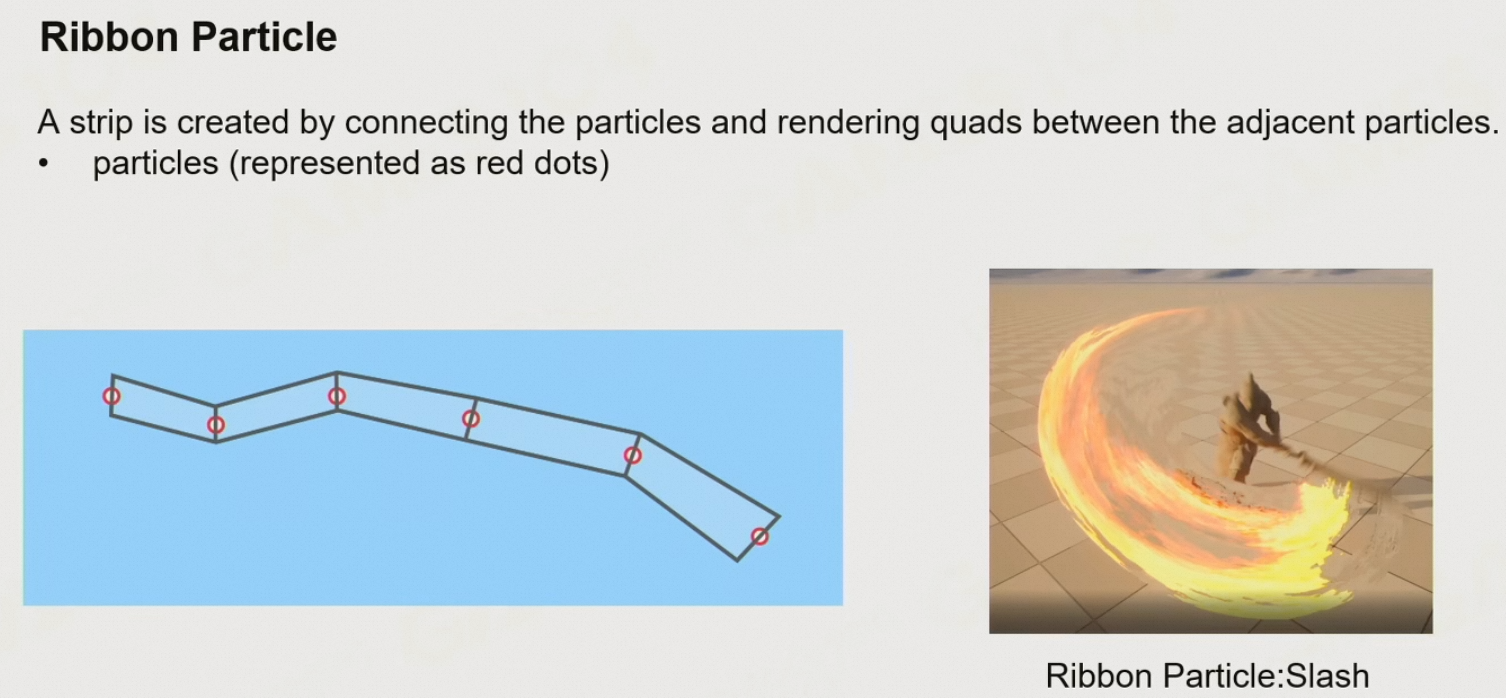 Ribbon Particle
A strip is created by connecting the particles and rendering quads between the adjacent particles.
• particles (represented as red dots)
Ribbon Particle:Slash